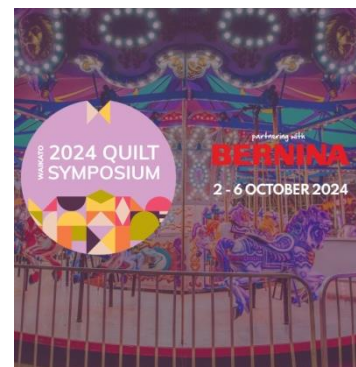 WAIKATO
2024 QUILT
SYMPOSIUM
partnering with
BERNINA
2 - 6 OCTOBER 2024